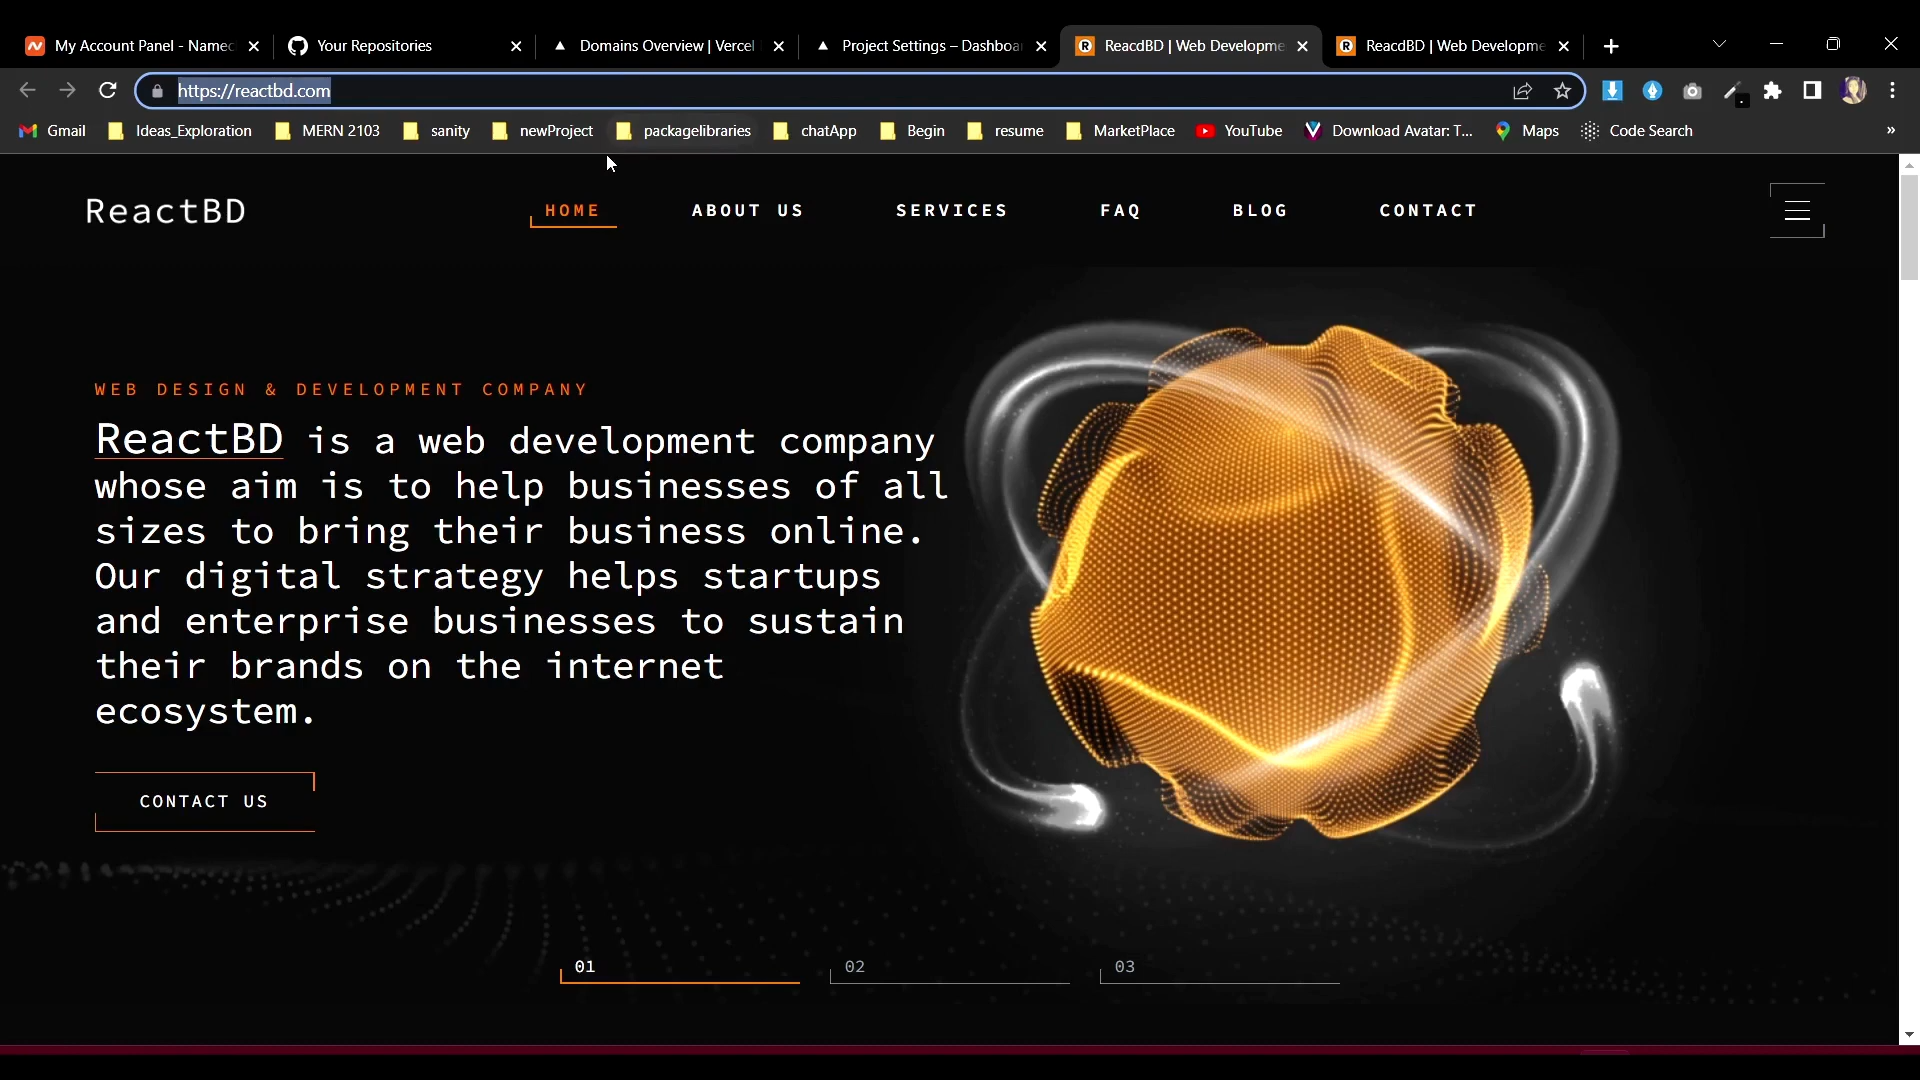 My Account Panel - Namec
Your Repositories
Domains Overview | Vercel
Project Settings – Dashboa
ReacdBD | Web Developme
ReacdBD | Web Developme
https://reactbd.com
Gmail
Ideas_Exploration
MERN 2103
sanity
newProject
packagelibraries
chatApp
Begin
resume
MarketPlace
YouTube
Download Avatar: T...
Maps
Code Search
»
ReactBD
HOME
ABOUT US
SERVICES
FAQ
BLOG
CONTACT
WEB DESIGN & DEVELOPMENT COMPANY
ReactBD is a web development company
whose aim is to help businesses of all
sizes to bring their business online.
Our digital strategy helps startups
and enterprise businesses to sustain
their brands on the internet
ecosystem.
CONTACT US
01
02
03